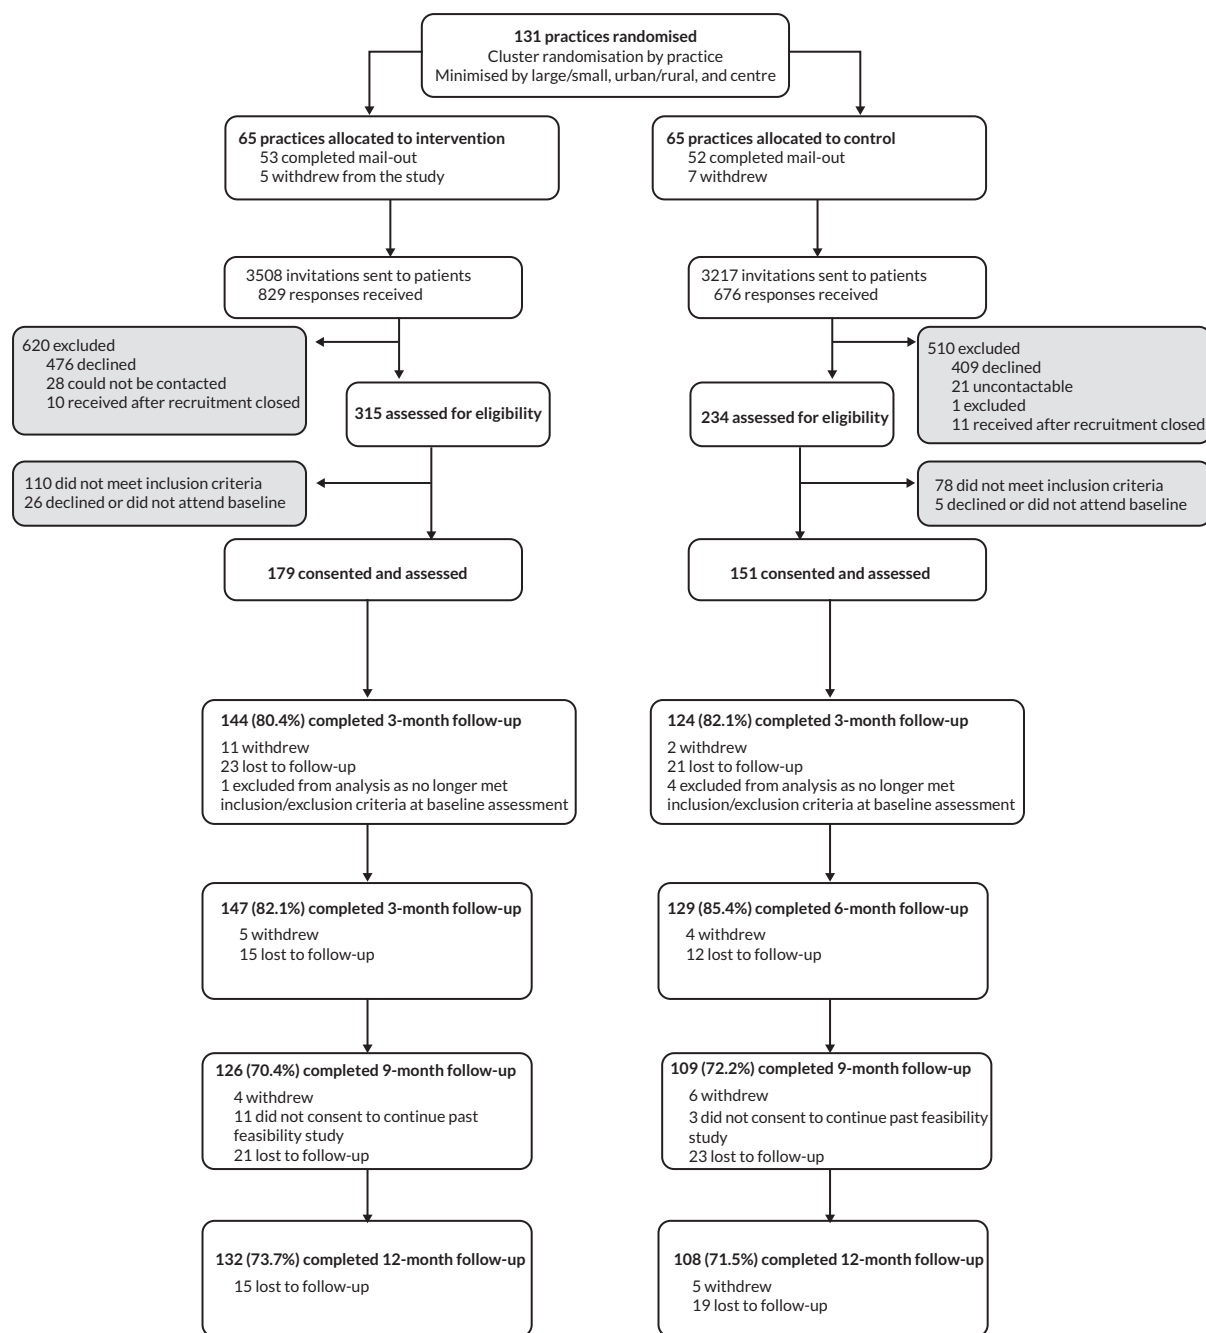 131 practices randomised
Cluster randomisation by practice
Minimised by large/small, urban/rural, and centre
65 practices allocated to intervention
53 completed mail-out
5 withdrew from the study
65 practices allocated to control
52 completed mail-out
7 withdrew
3508 invitations sent to patients
829 responses received
3217 invitations sent to patients
676 responses received
620 excluded
476 declined
28 could not be contacted
10 received after recruitment closed
510 excluded
409 declined
21 uncontactable
1 excluded
11 received after recruitment closed
315 assessed for eligibility
234 assessed for eligibility
110 did not meet inclusion criteria
26 declined or did not attend baseline
78 did not meet inclusion criteria
5 declined or did not attend baseline
179 consented and assessed
151 consented and assessed
144 (80.4%) completed 3-month follow-up
11 withdrew
23 lost to follow-up
1 excluded from analysis as no longer met
inclusion/exclusion criteria at baseline assessment
124 (82.1%) completed 3-month follow-up
2 withdrew
21 lost to follow-up
4 excluded from analysis as no longer met
inclusion/exclusion criteria at baseline assessment
147 (82.1%) completed 3-month follow-up
5 withdrew
15 lost to follow-up
129 (85.4%) completed 6-month follow-up
4 withdrew
12 lost to follow-up
126 (70.4%) completed 9-month follow-up
4 withdrew
11 did not consent to continue past
feasibility study
21 lost to follow-up
109 (72.2%) completed 9-month follow-up
6 withdrew
3 did not consent to continue past feasibility
study
23 lost to follow-up
132 (73.7%) completed 12-month follow-up
15 lost to follow-up
108 (71.5%) completed 12-month follow-up
5 withdrew
19 lost to follow-up